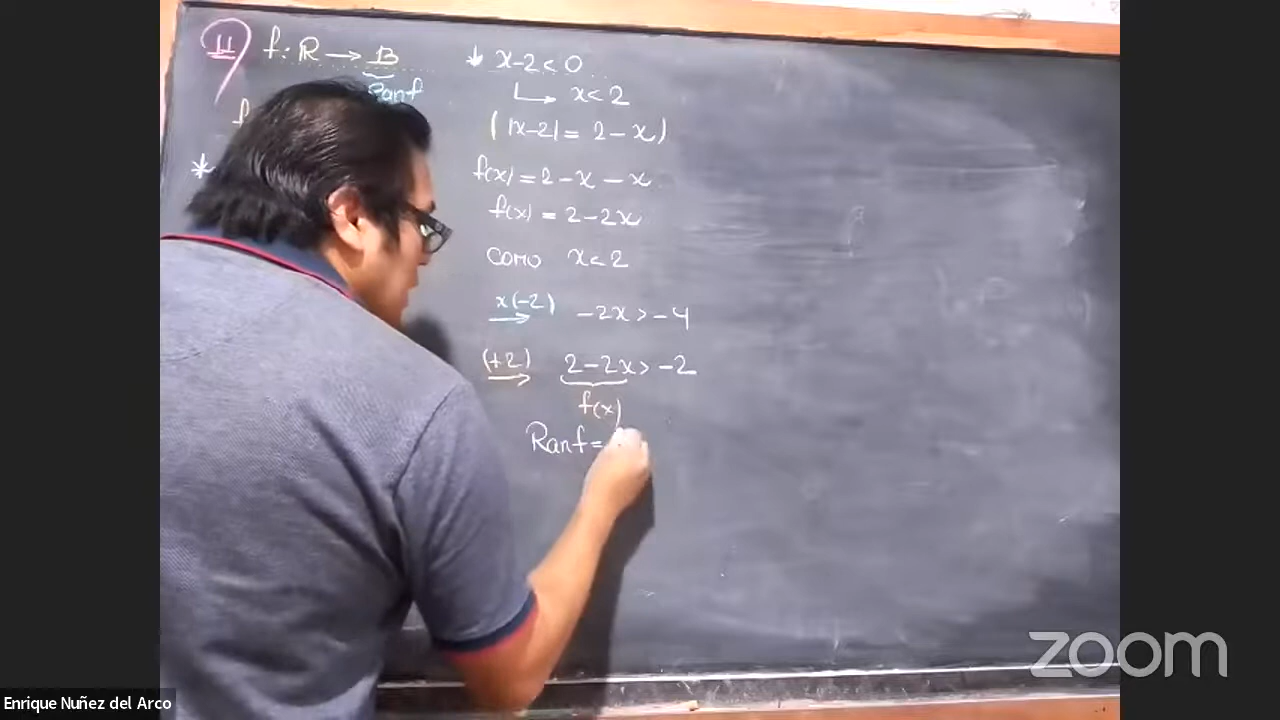 11 f: R → B
Ranf
f
*
* x-2 < 0
x < 2
( |x-2| = 2-x )
f(x) = 2-x-x
f(x) = 2-2x
como x < 2
x(-2) -2x > -4
(+2) 2-2x > -2
f(x)
Ranf =
zoom
Enrique Nuñez del Arco